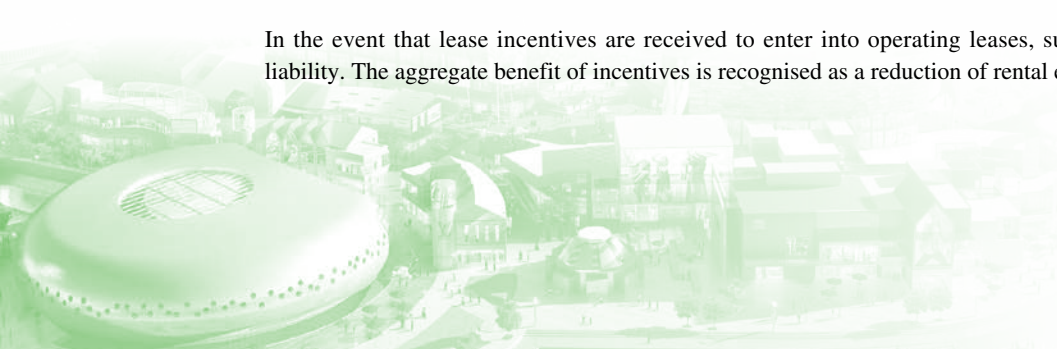 In the event that lease incentives are received to enter into operating leases,
liability. The aggregate benefit of incentives is recognised as a reduction of rental